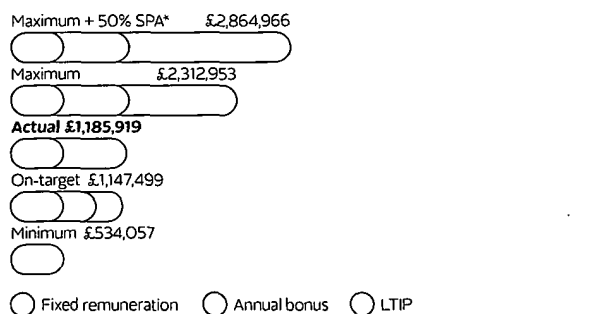 Maximum + 50% SPA* £2,864,966
Maximum £2,312,953
Actual £1,185,919
On-target £1,147,499
Minimum £534,057
Fixed remuneration Annual bonus LTIP